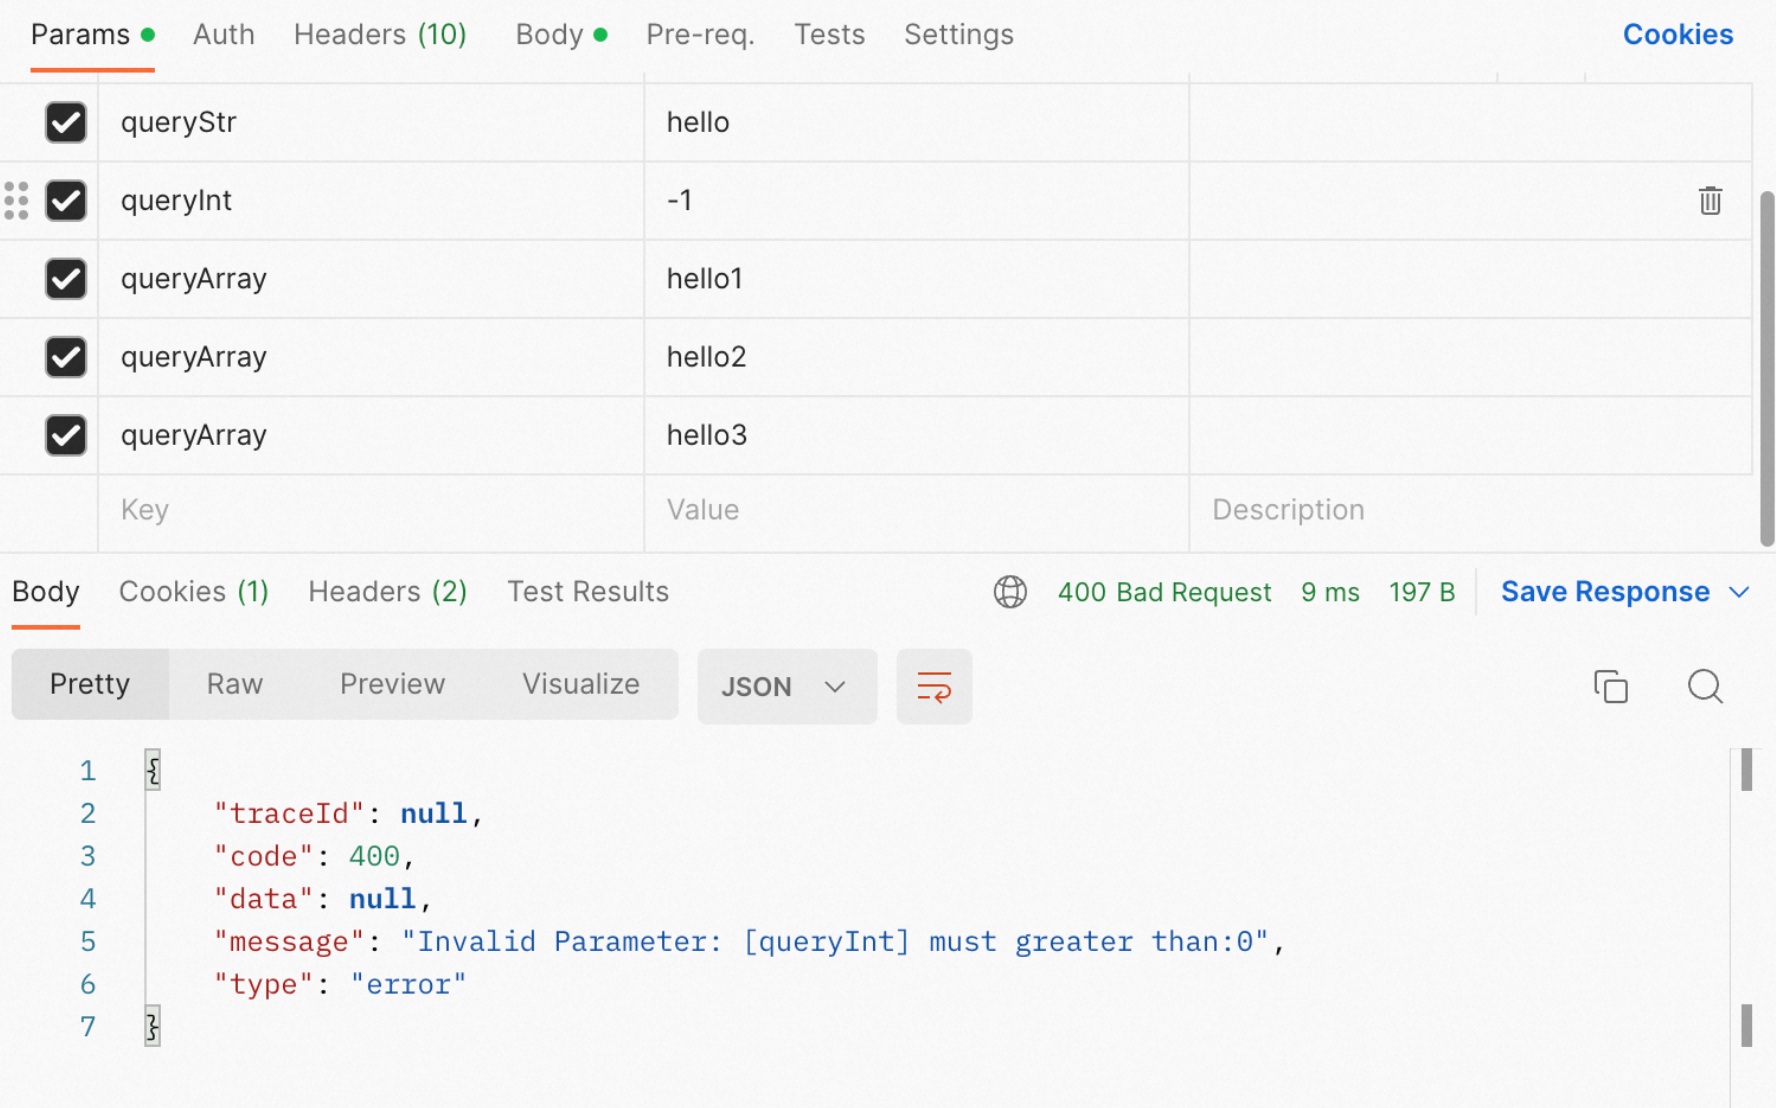 Params Auth Headers (10) Body Pre-req. Tests Settings Cookies
queryStr hello
queryInt -1
queryArray hello1
queryArray hello2
queryArray hello3
Key Value Description
Body Cookies (1) Headers (2) Test Results 400 Bad Request 9 ms 197 B Save Response
Pretty Raw Preview Visualize JSON
1 {
2 "traceId": null,
3 "code": 400,
4 "data": null,
5 "message": "Invalid Parameter: [queryInt] must greater than:0",
6 "type": "error"
7 }